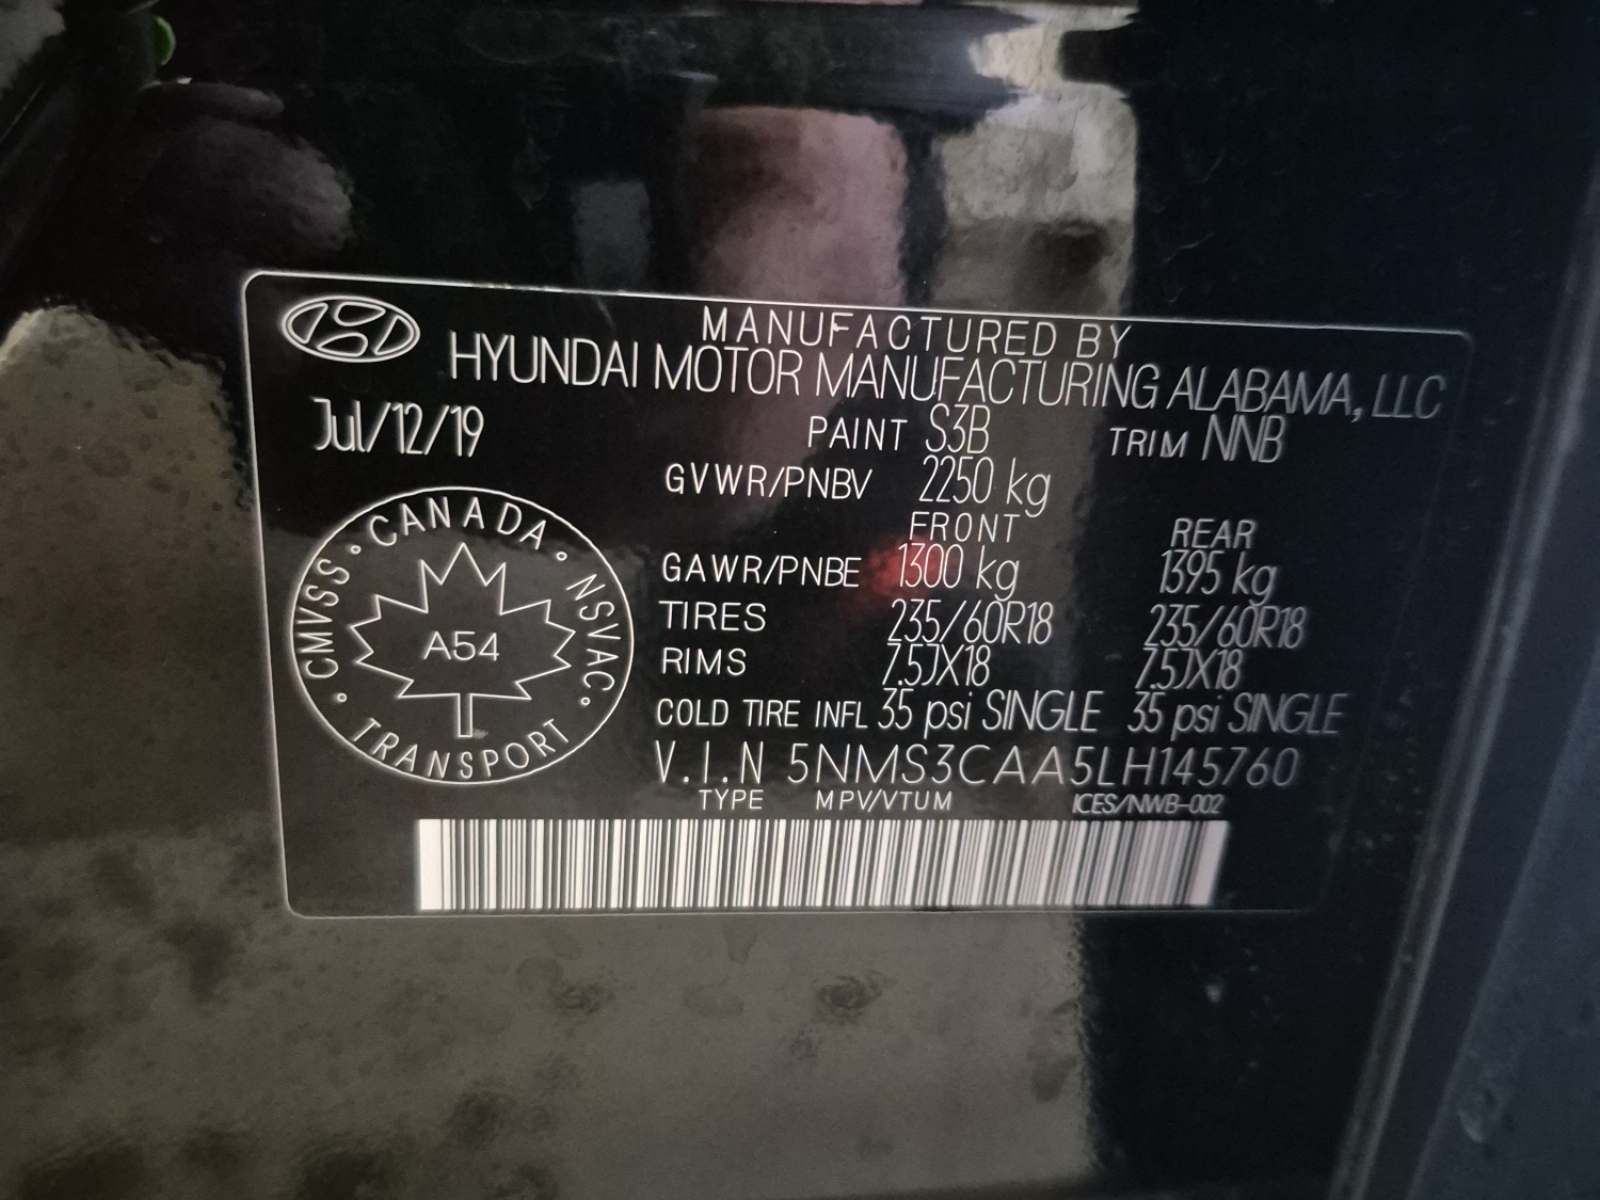 MANUFACTURED BY
HYUNDAI MOTOR MANUFACTURING ALABAMA, LLC
Jul/12/19
PAINT S3B TRIM NNB
GVWR/PNBV 2250 kg
FRONT REAR
GAWR/PNBE 1300 kg 1395 kg
TIRES 235/60R18 235/60R18
RIMS 7.5JX18 7.5JX18
COLD TIRE INFL 35 psi SINGLE 35 psi SINGLE
V.I.N 5NMS3CAA5LH145760
TYPE MPV/VTUM ICES/NWB-002
CANADA · NSVAC · TRANSPORT · CMVSS ·
A54